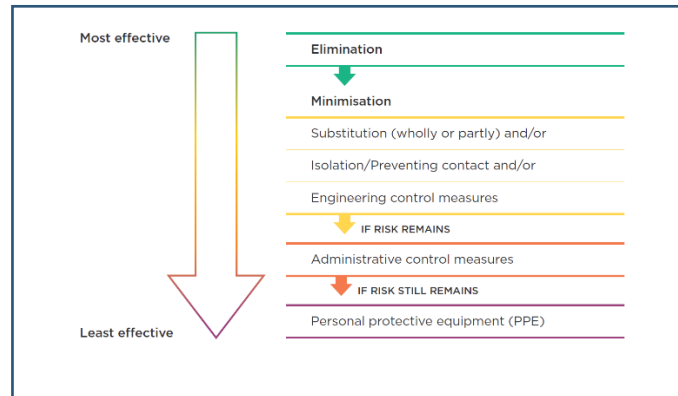 Most effective
Elimination
Minimisation
Substitution (wholly or partly) and/or
Isolation/Preventing contact and/or
Engineering control measures
IF RISK REMAINS
Administrative control measures
IF RISK STILL REMAINS
Personal protective equipment (PPE)
Least effective